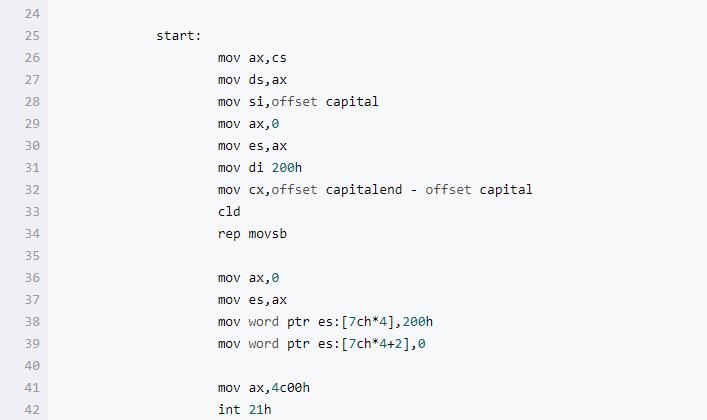 24
25 start:
26 mov ax,cs
27 mov ds,ax
28 mov si,offset capital
29 mov ax,0
30 mov es,ax
31 mov di 200h
32 mov cx,offset capitalend - offset capital
33 cld
34 rep movsb
35
36 mov ax,0
37 mov es,ax
38 mov word ptr es:[7ch*4],200h
39 mov word ptr es:[7ch*4+2],0
40
41 mov ax,4c00h
42 int 21h